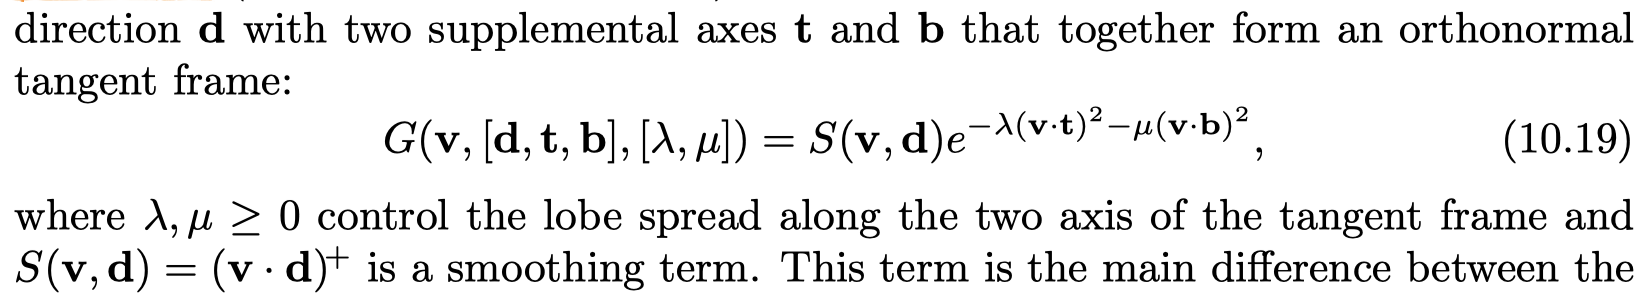 direction d with two supplemental axes t and b that together form an orthonormal
tangent frame:
G(v, [d, t, b], [λ, μ]) = S(v, d)e^{−λ(v·t)²−μ(v·b)²}, (10.19)
where λ, μ ≥ 0 control the lobe spread along the two axis of the tangent frame and
S(v, d) = (v · d)⁺ is a smoothing term. This term is the main difference between the